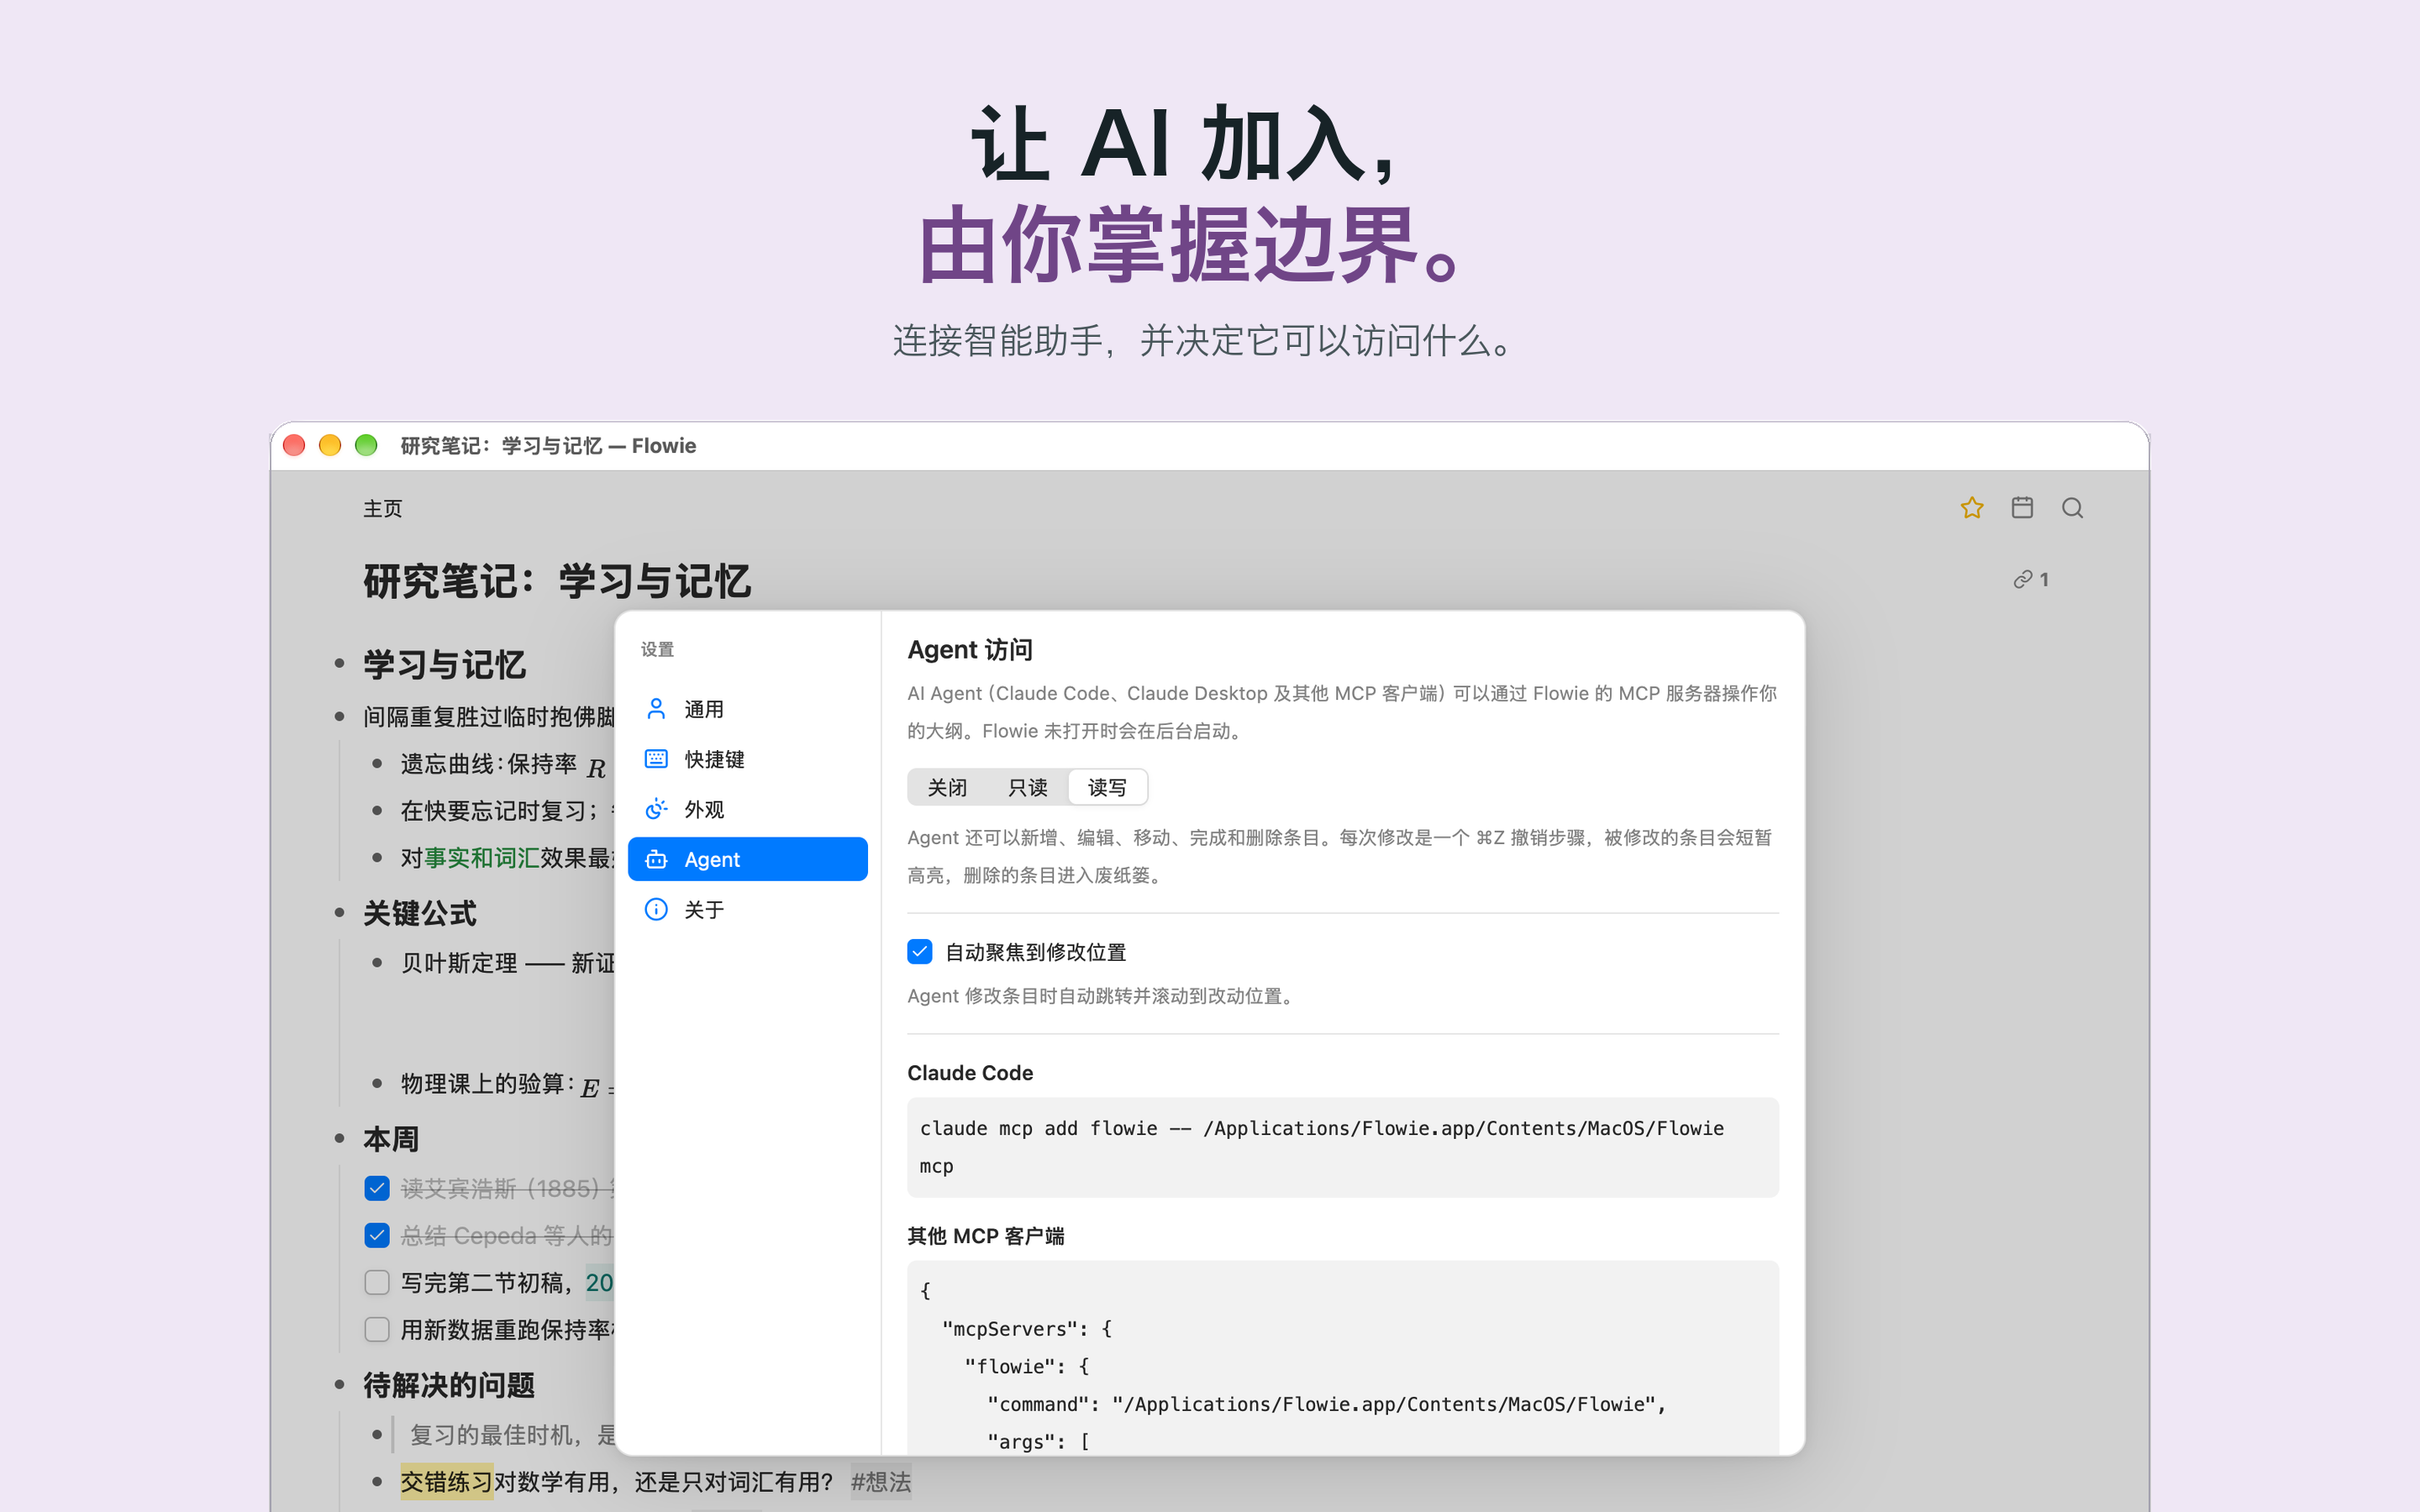 让 AI 加入，
由你掌握边界。
连接智能助手，并决定它可以访问什么。
研究笔记：学习与记忆 — Flowie
主页
研究笔记：学习与记忆
1
学习与记忆
间隔重复胜过临时抱佛脚
遗忘曲线：保持率 R
在快要忘记时复习；
对事实和词汇效果最
关键公式
贝叶斯定理 —— 新证
物理课上的验算：E =
本周
读艾宾浩斯（1885）
总结 Cepeda 等人的
写完第二节初稿，20
用新数据重跑保持率
待解决的问题
复习的最佳时机，是
交错练习对数学有用，还是只对词汇有用？ #想法
设置
通用
快捷键
外观
Agent
关于
Agent 访问
AI Agent（Claude Code、Claude Desktop 及其他 MCP 客户端）可以通过 Flowie 的 MCP 服务器操作你
的大纲。Flowie 未打开时会在后台启动。
关闭 只读 读写
Agent 还可以新增、编辑、移动、完成和删除条目。每次修改是一个 ⌘Z 撤销步骤，被修改的条目会短暂
高亮，删除的条目进入废纸篓。
自动聚焦到修改位置
Agent 修改条目时自动跳转并滚动到改动位置。
Claude Code
claude mcp add flowie -- /Applications/Flowie.app/Contents/MacOS/Flowie
mcp
其他 MCP 客户端
{
"mcpServers": {
"flowie": {
"command": "/Applications/Flowie.app/Contents/MacOS/Flowie",
"args": [